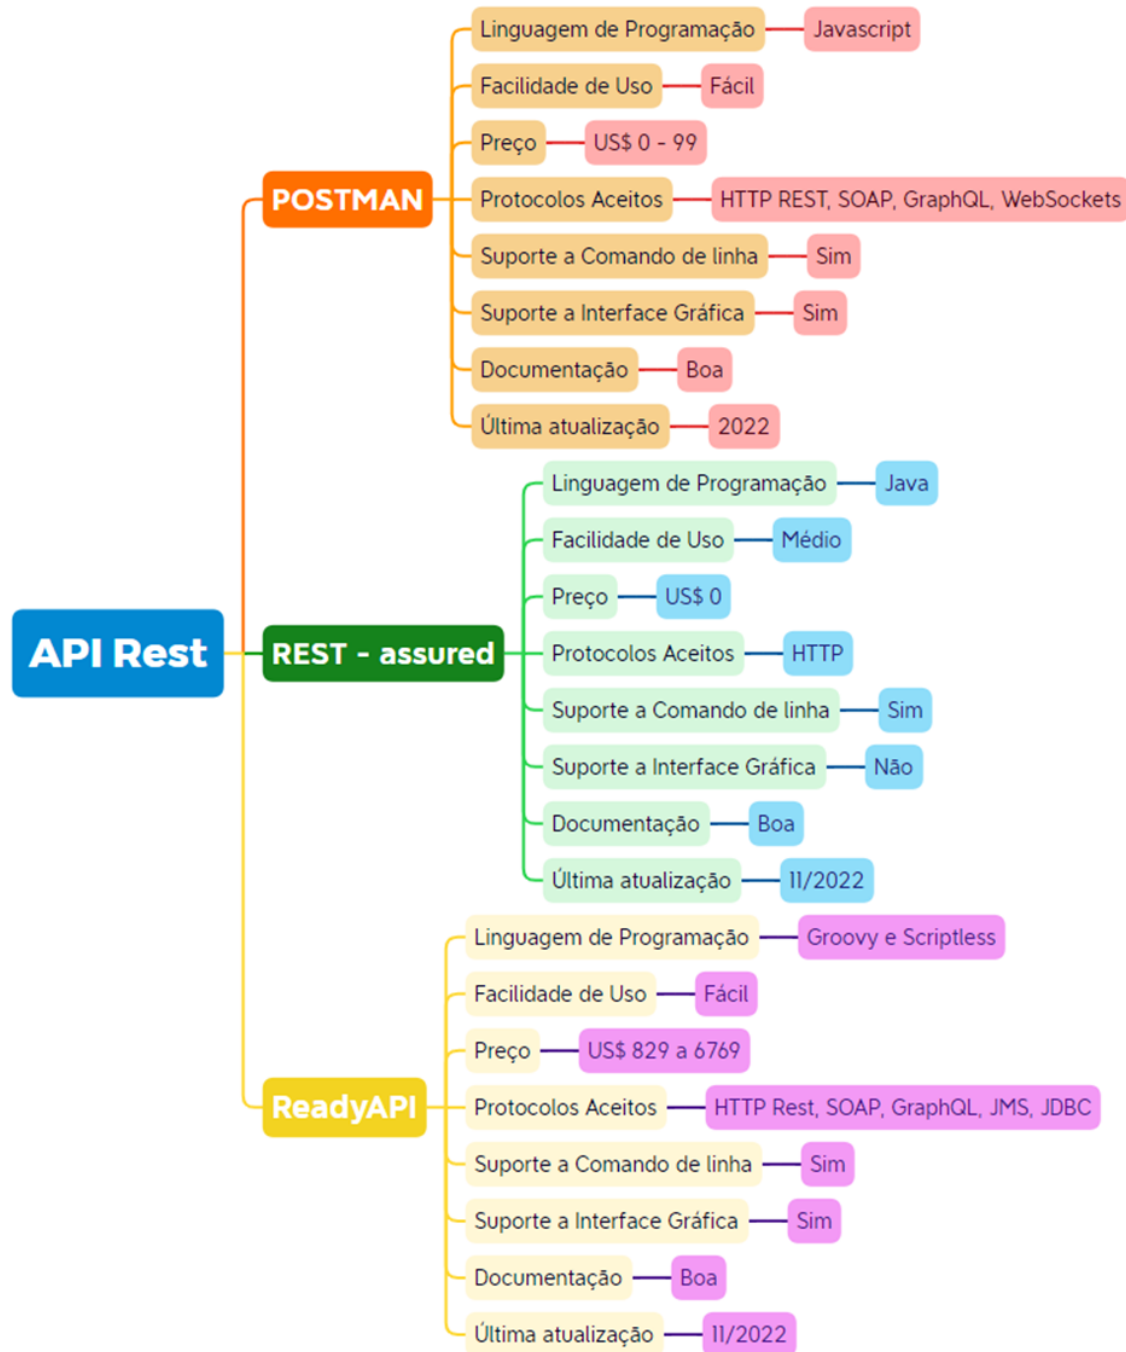 API Rest
POSTMAN
Linguagem de Programação
Javascript
Facilidade de Uso
Fácil
Preço
US$ 0 - 99
Protocolos Aceitos
HTTP REST, SOAP, GraphQL, WebSockets
Suporte a Comando de linha
Sim
Suporte a Interface Gráfica
Sim
Documentação
Boa
Última atualização
2022
REST - assured
Linguagem de Programação
Java
Facilidade de Uso
Médio
Preço
US$ 0
Protocolos Aceitos
HTTP
Suporte a Comando de linha
Sim
Suporte a Interface Gráfica
Não
Documentação
Boa
Última atualização
11/2022
ReadyAPI
Linguagem de Programação
Groovy e Scriptless
Facilidade de Uso
Fácil
Preço
US$ 829 a 6769
Protocolos Aceitos
HTTP Rest, SOAP, GraphQL, JMS, JDBC
Suporte a Comando de linha
Sim
Suporte a Interface Gráfica
Sim
Documentação
Boa
Última atualização
11/2022